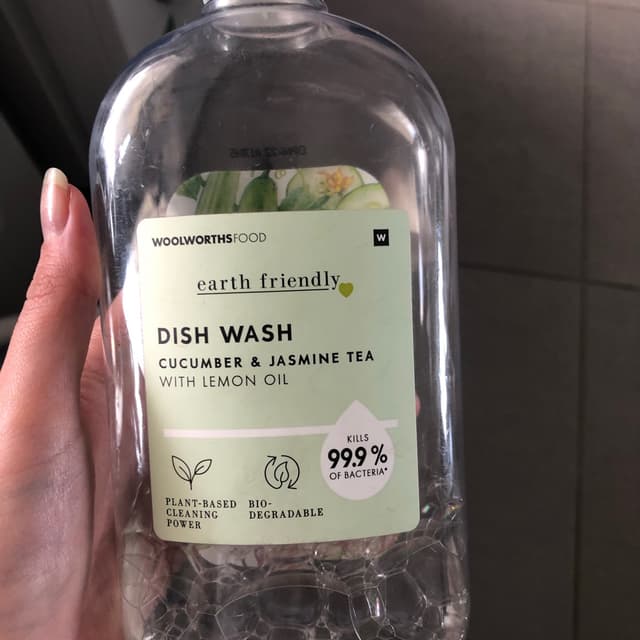 WOOLWORTHSFOOD W
earth friendly
DISH WASH
CUCUMBER & JASMINE TEA
WITH LEMON OIL
KILLS
99.9%
OF BACTERIA*
PLANT-BASED
CLEANING
POWER
BIO-
DEGRADABLE